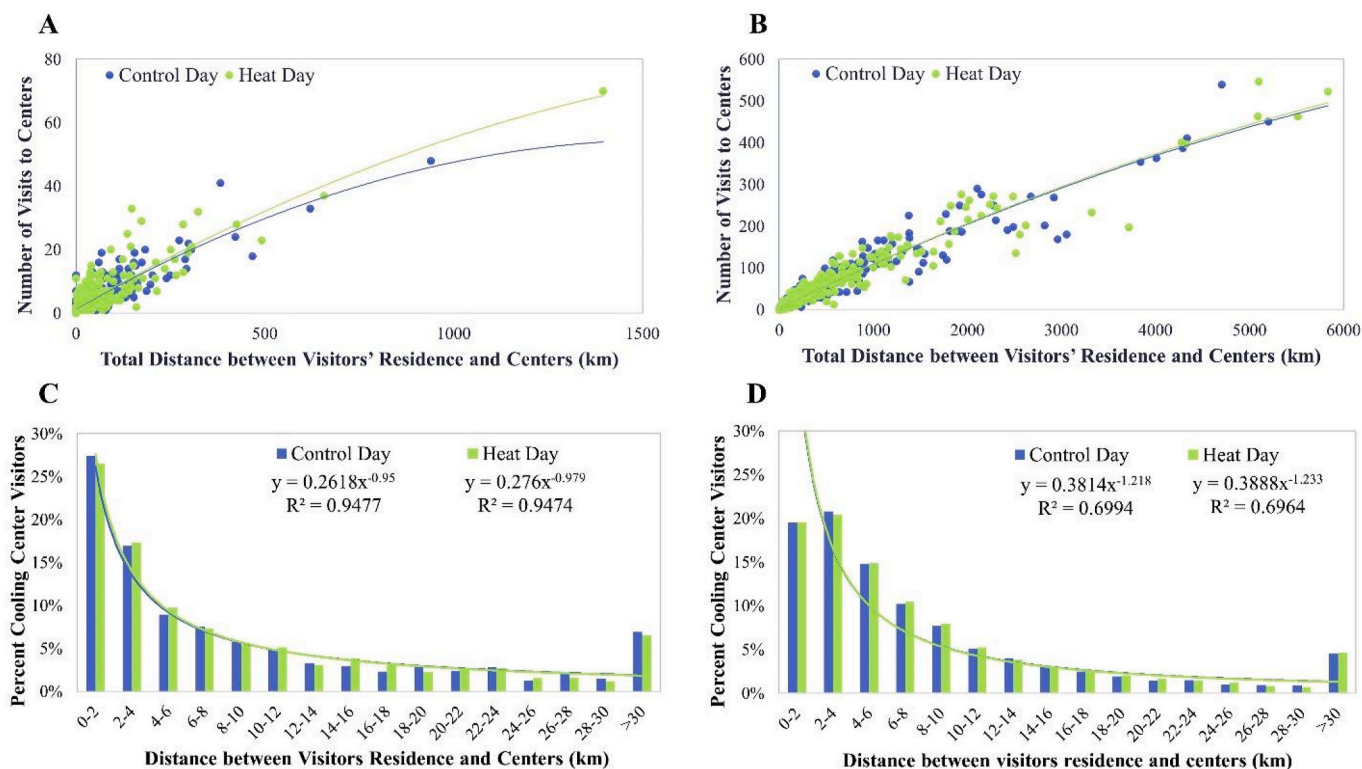 A
80
60
40
20
0
Number of Visits to Centers
Control Day
Heat Day
0
500
1000
1500
Total Distance between Visitors' Residence and Centers (km)
B
600
500
400
300
200
100
0
Number of Visits to Centers
Control Day
Heat Day
0
1000
2000
3000
4000
5000
6000
Total Distance between Visitors' Residence and Centers (km)
C
30%
25%
20%
15%
10%
5%
0%
Percent Cooling Center Visitors
Control Day
y = 0.2618x^-0.95
R² = 0.9477
Heat Day
y = 0.276x^-0.979
R² = 0.9474
0-2
2-4
4-6
6-8
8-10
10-12
12-14
14-16
16-18
18-20
20-22
22-24
24-26
26-28
28-30
>30
Distance between Visitors Residence and Centers (km)
D
30%
25%
20%
15%
10%
5%
0%
Percent Cooling Center Visitors
Control Day
y = 0.3814x^-1.218
R² = 0.6994
Heat Day
y = 0.3888x^-1.233
R² = 0.6964
0-2
2-4
4-6
6-8
8-10
10-12
12-14
14-16
16-18
18-20
20-22
22-24
24-26
26-28
28-30
>30
Distance between visitors residence and centers (km)